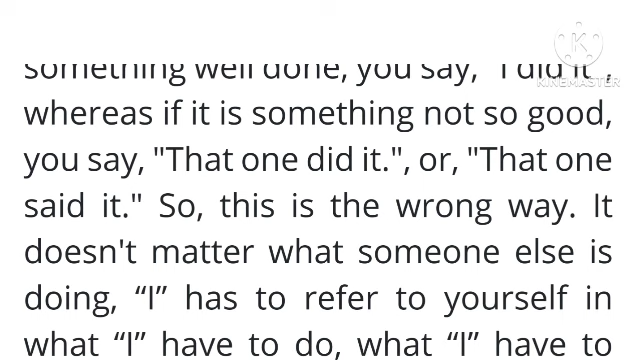 something well done, you say, "I did it",
whereas if it is something not so good,
you say, "That one did it.", or, "That one
said it." So, this is the wrong way. It
doesn't matter what someone else is
doing, “I” has to refer to yourself in
what “I” have to do, what “I” have to
KINEMASTER